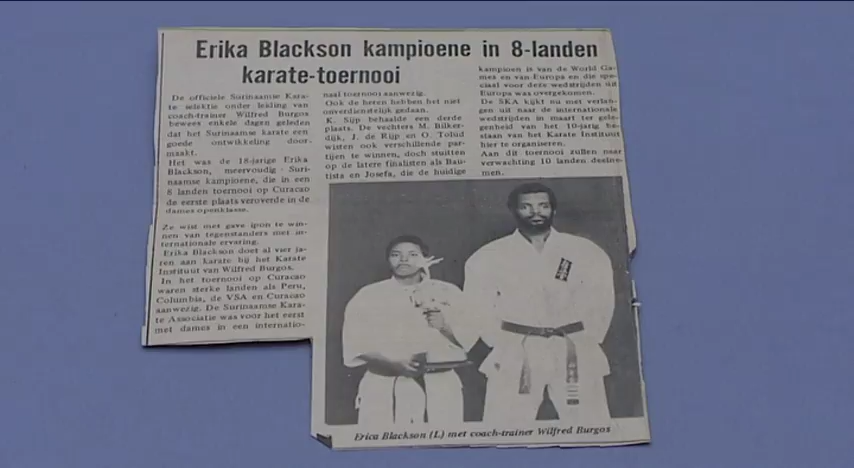 Erika Blackson kampioene in 8-landen
karate-toernooi
De officiele Surinaamse Kara-
te selektie onder leiding van
coach-trainer Wilfred Burgos
bewees enkele dagen geleden
dat het Surinaamse karate een
goede ontwikkeling door-
maakt.
Het was de 18-jarige Erika
Blackson, meervoudig Suri-
naamse kampioene, die in een
8 landen toernooi op Curacao
de eerste plaats veroverde in de
dames openklasse.
Ze wist met gave ipon te win-
nen van tegenstanders met in-
ternationale ervaring.
Erika Blackson doet al vier ja-
ren aan karate bij het Karate
Instituut van Wilfred Burgos.
In het toernooi op Curacao
waren sterke landen als Peru,
Columbia, de VSA en Curacao
aanwezig. De Surinaamse Kara-
te Associatie was voor het eerst
met dames in een internatio-
naal toernooi aanwezig.
Ook de heren hebben het niet
onverdienstelijk gedaan.
K. Sijp behaalde een derde
plaats. De vechters M. Bilker-
dijk, J. de Rijp en O. Tolud
wisten ook verschillende par-
tijen te winnen, doch stuitten
op de latere finalisten als Bau-
tista en Josefa, die de huidige
kampioen is van de World Ga-
mes en van Europa en die spe-
ciaal voor deze wedstrijden uit
Europa was overgekomen.
De SKA kijkt nu met verlan-
gen uit naar de internationale
wedstrijden in maart ter gele-
genheid van het 10-jarig be-
staan van het Karate Instituut
hier te organiseren.
Aan dit toernooi zullen naar
verwachting 10 landen deelne-
men.
Erica Blackson (L) met coach-trainer Wilfred Burgos